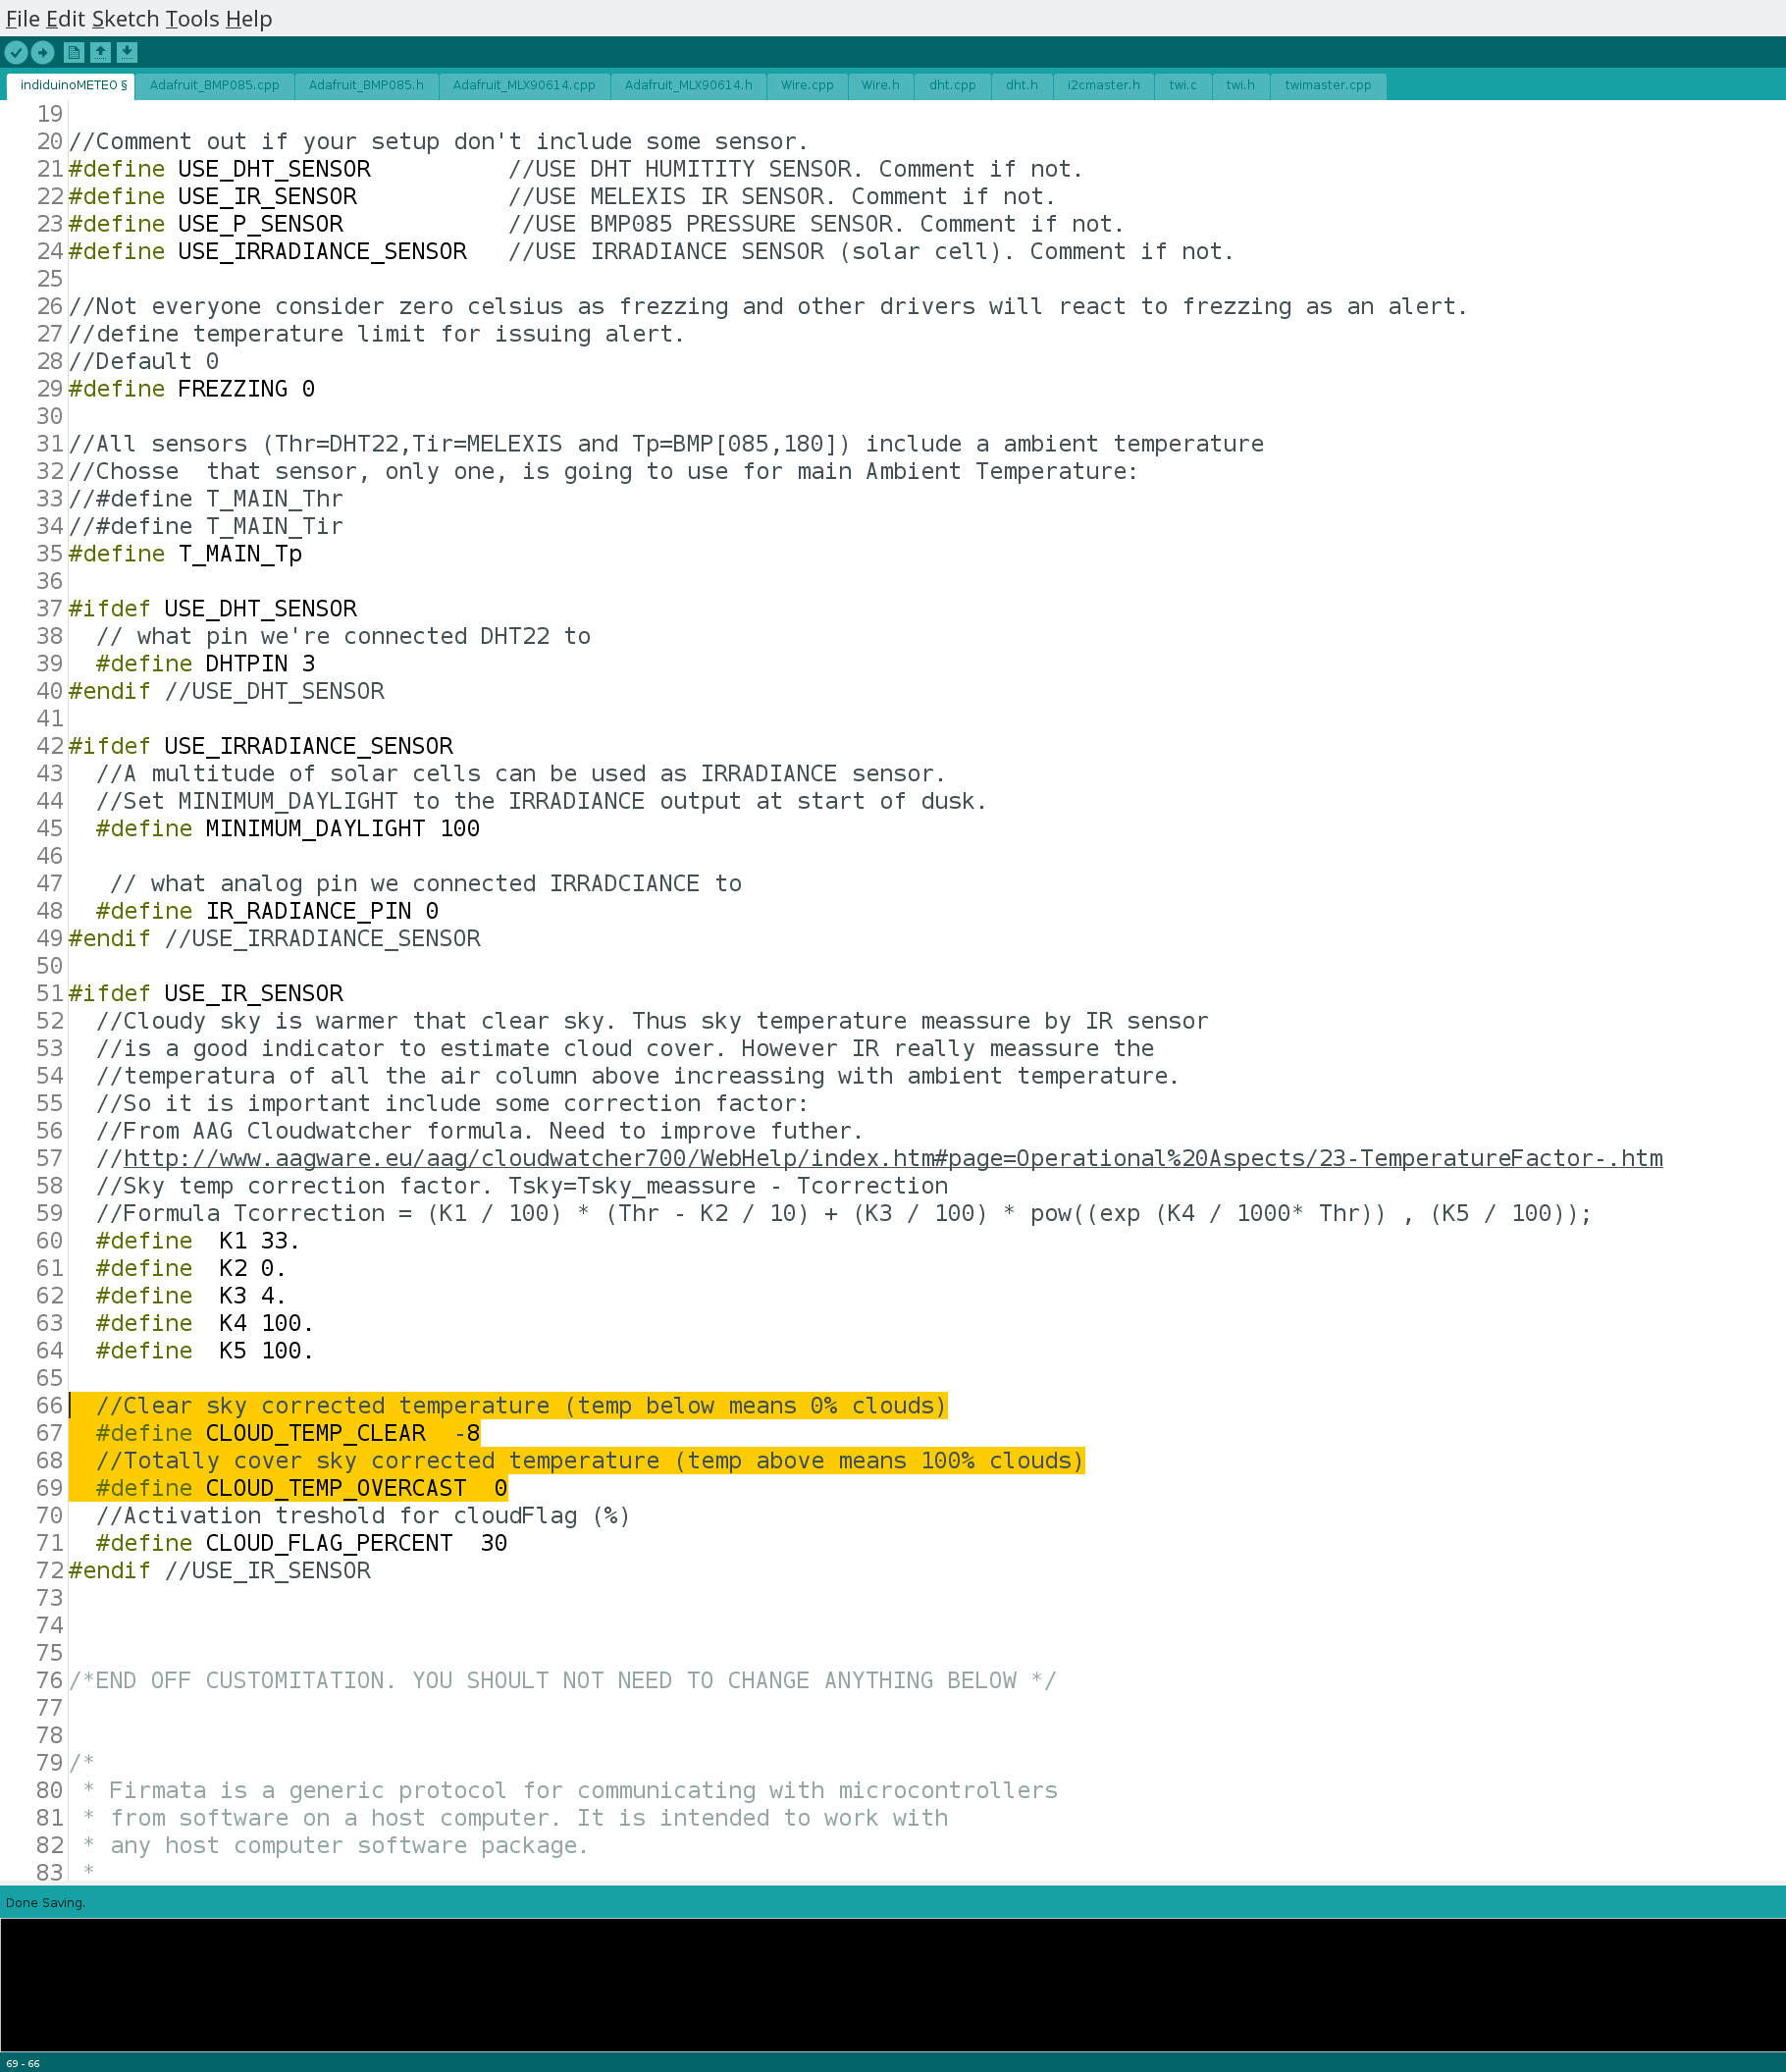 File Edit Sketch Tools Help
indiduinoMETEO § Adafruit_BMP085.cpp Adafruit_BMP085.h Adafruit_MLX90614.cpp Adafruit_MLX90614.h Wire.cpp Wire.h dht.cpp dht.h i2cmaster.h twi.c twi.h twimaster.cpp
19
20 //Comment out if your setup don't include some sensor.
21 #define USE_DHT_SENSOR          //USE DHT HUMITITY SENSOR. Comment if not.
22 #define USE_IR_SENSOR           //USE MELEXIS IR SENSOR. Comment if not.
23 #define USE_P_SENSOR            //USE BMP085 PRESSURE SENSOR. Comment if not.
24 #define USE_IRRADIANCE_SENSOR   //USE IRRADIANCE SENSOR (solar cell). Comment if not.
25
26 //Not everyone consider zero celsius as frezzing and other drivers will react to frezzing as an alert.
27 //define temperature limit for issuing alert.
28 //Default 0
29 #define FREZZING 0
30
31 //All sensors (Thr=DHT22,Tir=MELEXIS and Tp=BMP[085,180]) include a ambient temperature
32 //Chosse  that sensor, only one, is going to use for main Ambient Temperature:
33 //#define T_MAIN_Thr
34 //#define T_MAIN_Tir
35 #define T_MAIN_Tp
36
37 #ifdef USE_DHT_SENSOR
38   // what pin we're connected DHT22 to
39   #define DHTPIN 3
40 #endif //USE_DHT_SENSOR
41
42 #ifdef USE_IRRADIANCE_SENSOR
43   //A multitude of solar cells can be used as IRRADIANCE sensor.
44   //Set MINIMUM_DAYLIGHT to the IRRADIANCE output at start of dusk.
45   #define MINIMUM_DAYLIGHT 100
46
47    // what analog pin we connected IRRADCIANCE to
48   #define IR_RADIANCE_PIN 0
49 #endif //USE_IRRADIANCE_SENSOR
50
51 #ifdef USE_IR_SENSOR
52   //Cloudy sky is warmer that clear sky. Thus sky temperature meassure by IR sensor
53   //is a good indicator to estimate cloud cover. However IR really meassure the
54   //temperatura of all the air column above increassing with ambient temperature.
55   //So it is important include some correction factor:
56   //From AAG Cloudwatcher formula. Need to improve futher.
57   //http://www.aagware.eu/aag/cloudwatcher700/WebHelp/index.htm#page=Operational%20Aspects/23-TemperatureFactor-.htm
58   //Sky temp correction factor. Tsky=Tsky_meassure - Tcorrection
59   //Formula Tcorrection = (K1 / 100) * (Thr - K2 / 10) + (K3 / 100) * pow((exp (K4 / 1000* Thr)) , (K5 / 100));
60   #define  K1 33.
61   #define  K2 0.
62   #define  K3 4.
63   #define  K4 100.
64   #define  K5 100.
65
66   //Clear sky corrected temperature (temp below means 0% clouds)
67   #define CLOUD_TEMP_CLEAR  -8
68   //Totally cover sky corrected temperature (temp above means 100% clouds)
69   #define CLOUD_TEMP_OVERCAST  0
70   //Activation treshold for cloudFlag (%)
71   #define CLOUD_FLAG_PERCENT  30
72 #endif //USE_IR_SENSOR
73
74
75
76 /*END OFF CUSTOMITATION. YOU SHOULT NOT NEED TO CHANGE ANYTHING BELOW */
77
78
79 /*
80  * Firmata is a generic protocol for communicating with microcontrollers
81  * from software on a host computer. It is intended to work with
82  * any host computer software package.
83  *
Done Saving.
69 - 66